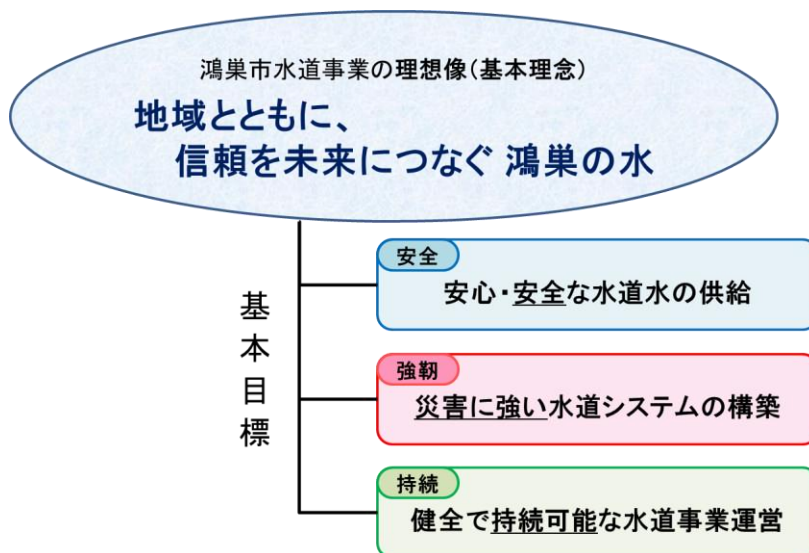 鴻巣市水道事業の理想像(基本理念)
地域とともに、
信頼を未来につなぐ 鴻巣の水
基本目標
安全
安心・安全な水道水の供給
強靭
災害に強い水道システムの構築
持続
健全で持続可能な水道事業運営